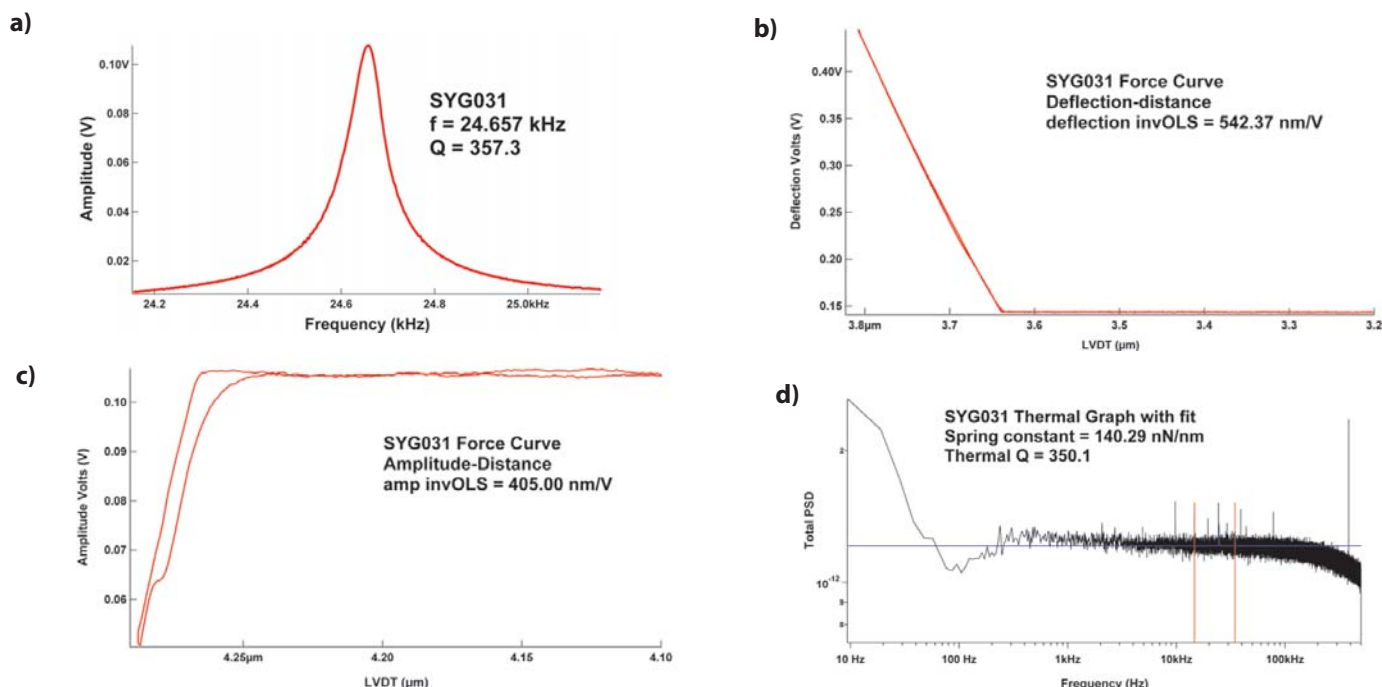 a)
0.10V
0.08
0.06
0.04
0.02
Amplitude (V)
SYG031
f = 24.657 kHz
Q = 357.3
24.2
24.4
24.6
24.8
25.0kHz
Frequency (kHz)
b)
0.40V
0.35
0.30
0.25
0.20
0.15
Deflection Volts (V)
SYG031 Force Curve
Deflection-distance
deflection invOLS = 542.37 nm/V
3.8µm
3.7
3.6
3.5
3.4
3.3
3.2
LVDT (µm)
c)
0.10
0.09
0.08
0.07
0.06
Amplitude Volts (V)
SYG031 Force Curve
Amplitude-Distance
amp invOLS = 405.00 nm/V
4.25µm
4.20
4.15
4.10
LVDT (µm)
d)
SYG031 Thermal Graph with fit
Spring constant = 140.29 nN/nm
Thermal Q = 350.1
Total PSD
2
10-12
9
8
10 Hz
100 Hz
1kHz
10kHz
100kHz
Frequency (Hz)